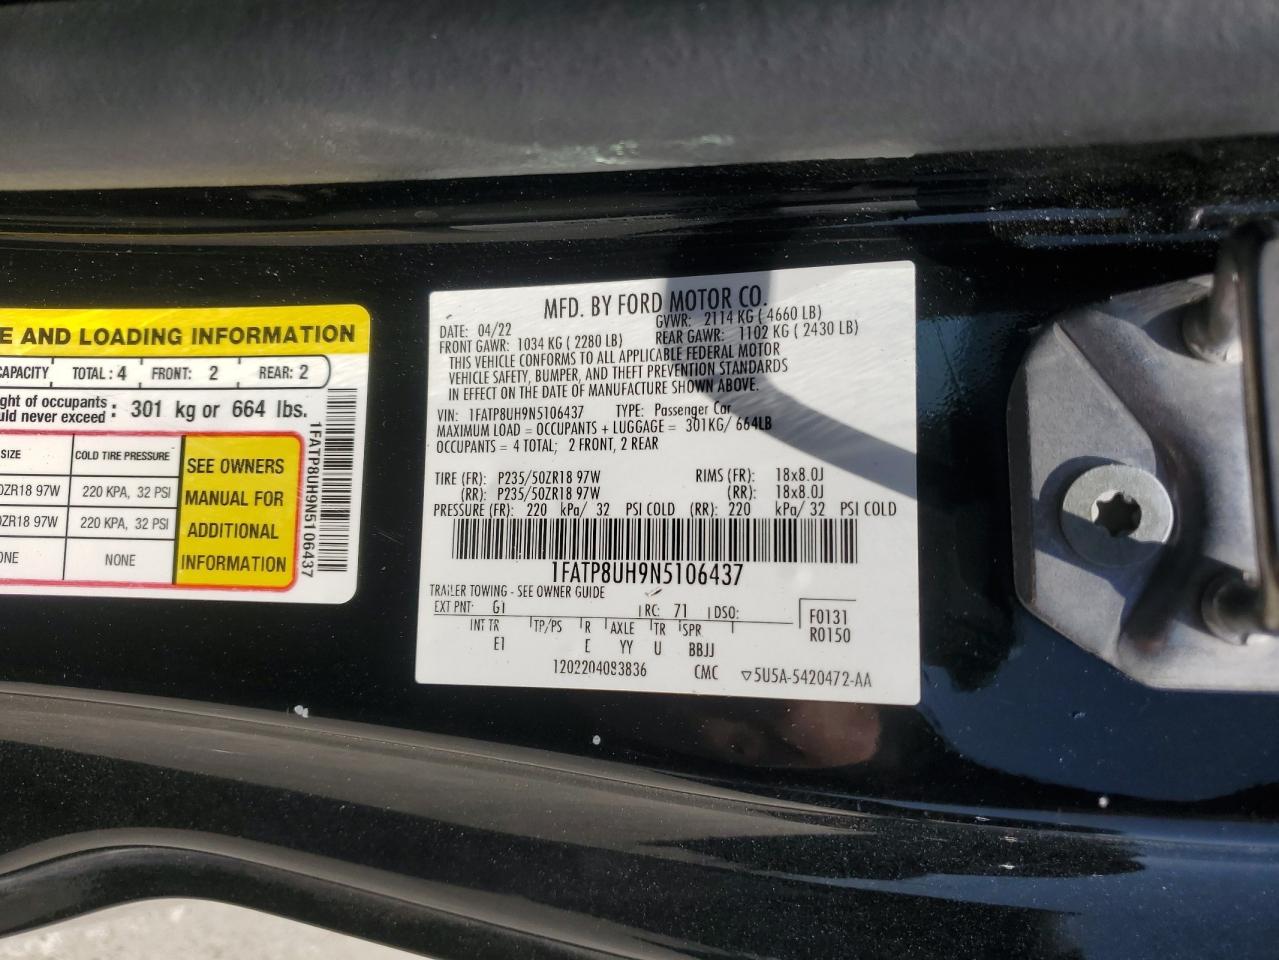 E AND LOADING INFORMATION
CAPACITY TOTAL: 4 FRONT: 2 REAR: 2
ght of occupants
ould never exceed : 301 kg or 664 lbs.
SIZE COLD TIRE PRESSURE
0ZR18 97W 220 KPA, 32 PSI
0ZR18 97W 220 KPA, 32 PSI
ONE NONE
SEE OWNERS
MANUAL FOR
ADDITIONAL
INFORMATION
1FATP8UH9N5106437
MFD. BY FORD MOTOR CO.
DATE: 04/22 GVWR: 2114 KG ( 4660 LB)
FRONT GAWR: 1034 KG ( 2280 LB) REAR GAWR: 1102 KG ( 2430 LB)
THIS VEHICLE CONFORMS TO ALL APPLICABLE FEDERAL MOTOR
VEHICLE SAFETY, BUMPER, AND THEFT PREVENTION STANDARDS
IN EFFECT ON THE DATE OF MANUFACTURE SHOWN ABOVE.
VIN: 1FATP8UH9N5106437 TYPE: Passenger Car
MAXIMUM LOAD = OCCUPANTS + LUGGAGE = 301KG/ 664LB
OCCUPANTS = 4 TOTAL; 2 FRONT, 2 REAR
TIRE (FR): P235/50ZR18 97W RIMS (FR): 18x8.0J
(RR): P235/50ZR18 97W (RR): 18x8.0J
PRESSURE (FR): 220 kPa/ 32 PSI COLD (RR): 220 kPa/ 32 PSI COLD
1FATP8UH9N5106437
TRAILER TOWING - SEE OWNER GUIDE
EXT PNT: G1 RC: 71 DSO: F0131
INT TR TP/PS R AXLE TR SPR R0150
E1 E YY U BBJJ
1202204083836 CMC ▽5U5A-5420472-AA